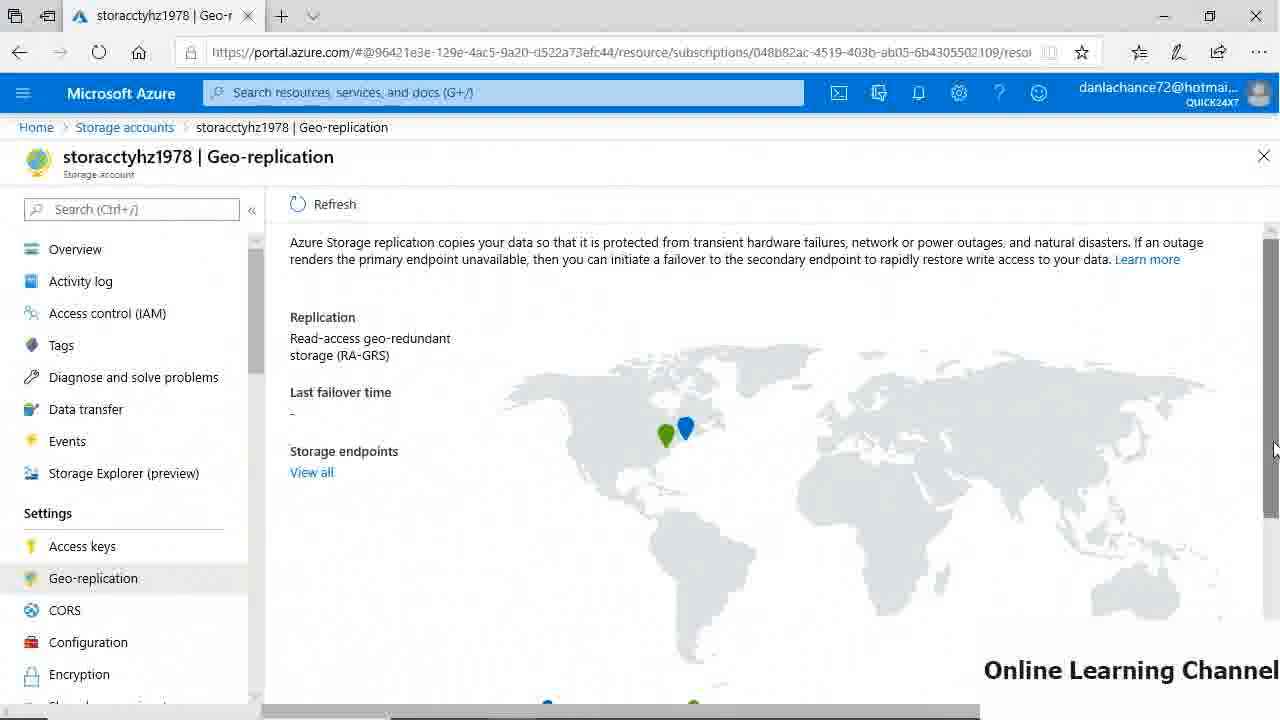 storacctyhz1978 | Geo-r
https://portal.azure.com/#@96421e3e-129e-4ac5-9a20-d522a73efc44/resource/subscriptions/048b82ac-4519-403b-ab05-6b4305502109/resou
Microsoft Azure
Search resources, services, and docs (G+/)
danlachance72@hotmai...
QUICK24X7
Home > Storage accounts > storacctyhz1978 | Geo-replication
storacctyhz1978 | Geo-replication
Storage account
Search (Ctrl+/)
«
Refresh
Overview
Activity log
Access control (IAM)
Tags
Diagnose and solve problems
Data transfer
Events
Storage Explorer (preview)
Settings
Access keys
Geo-replication
CORS
Configuration
Encryption
Azure Storage replication copies your data so that it is protected from transient hardware failures, network or power outages, and natural disasters. If an outage
renders the primary endpoint unavailable, then you can initiate a failover to the secondary endpoint to rapidly restore write access to your data. Learn more
Replication
Read-access geo-redundant
storage (RA-GRS)
Last failover time
-
Storage endpoints
View all
Online Learning Channel